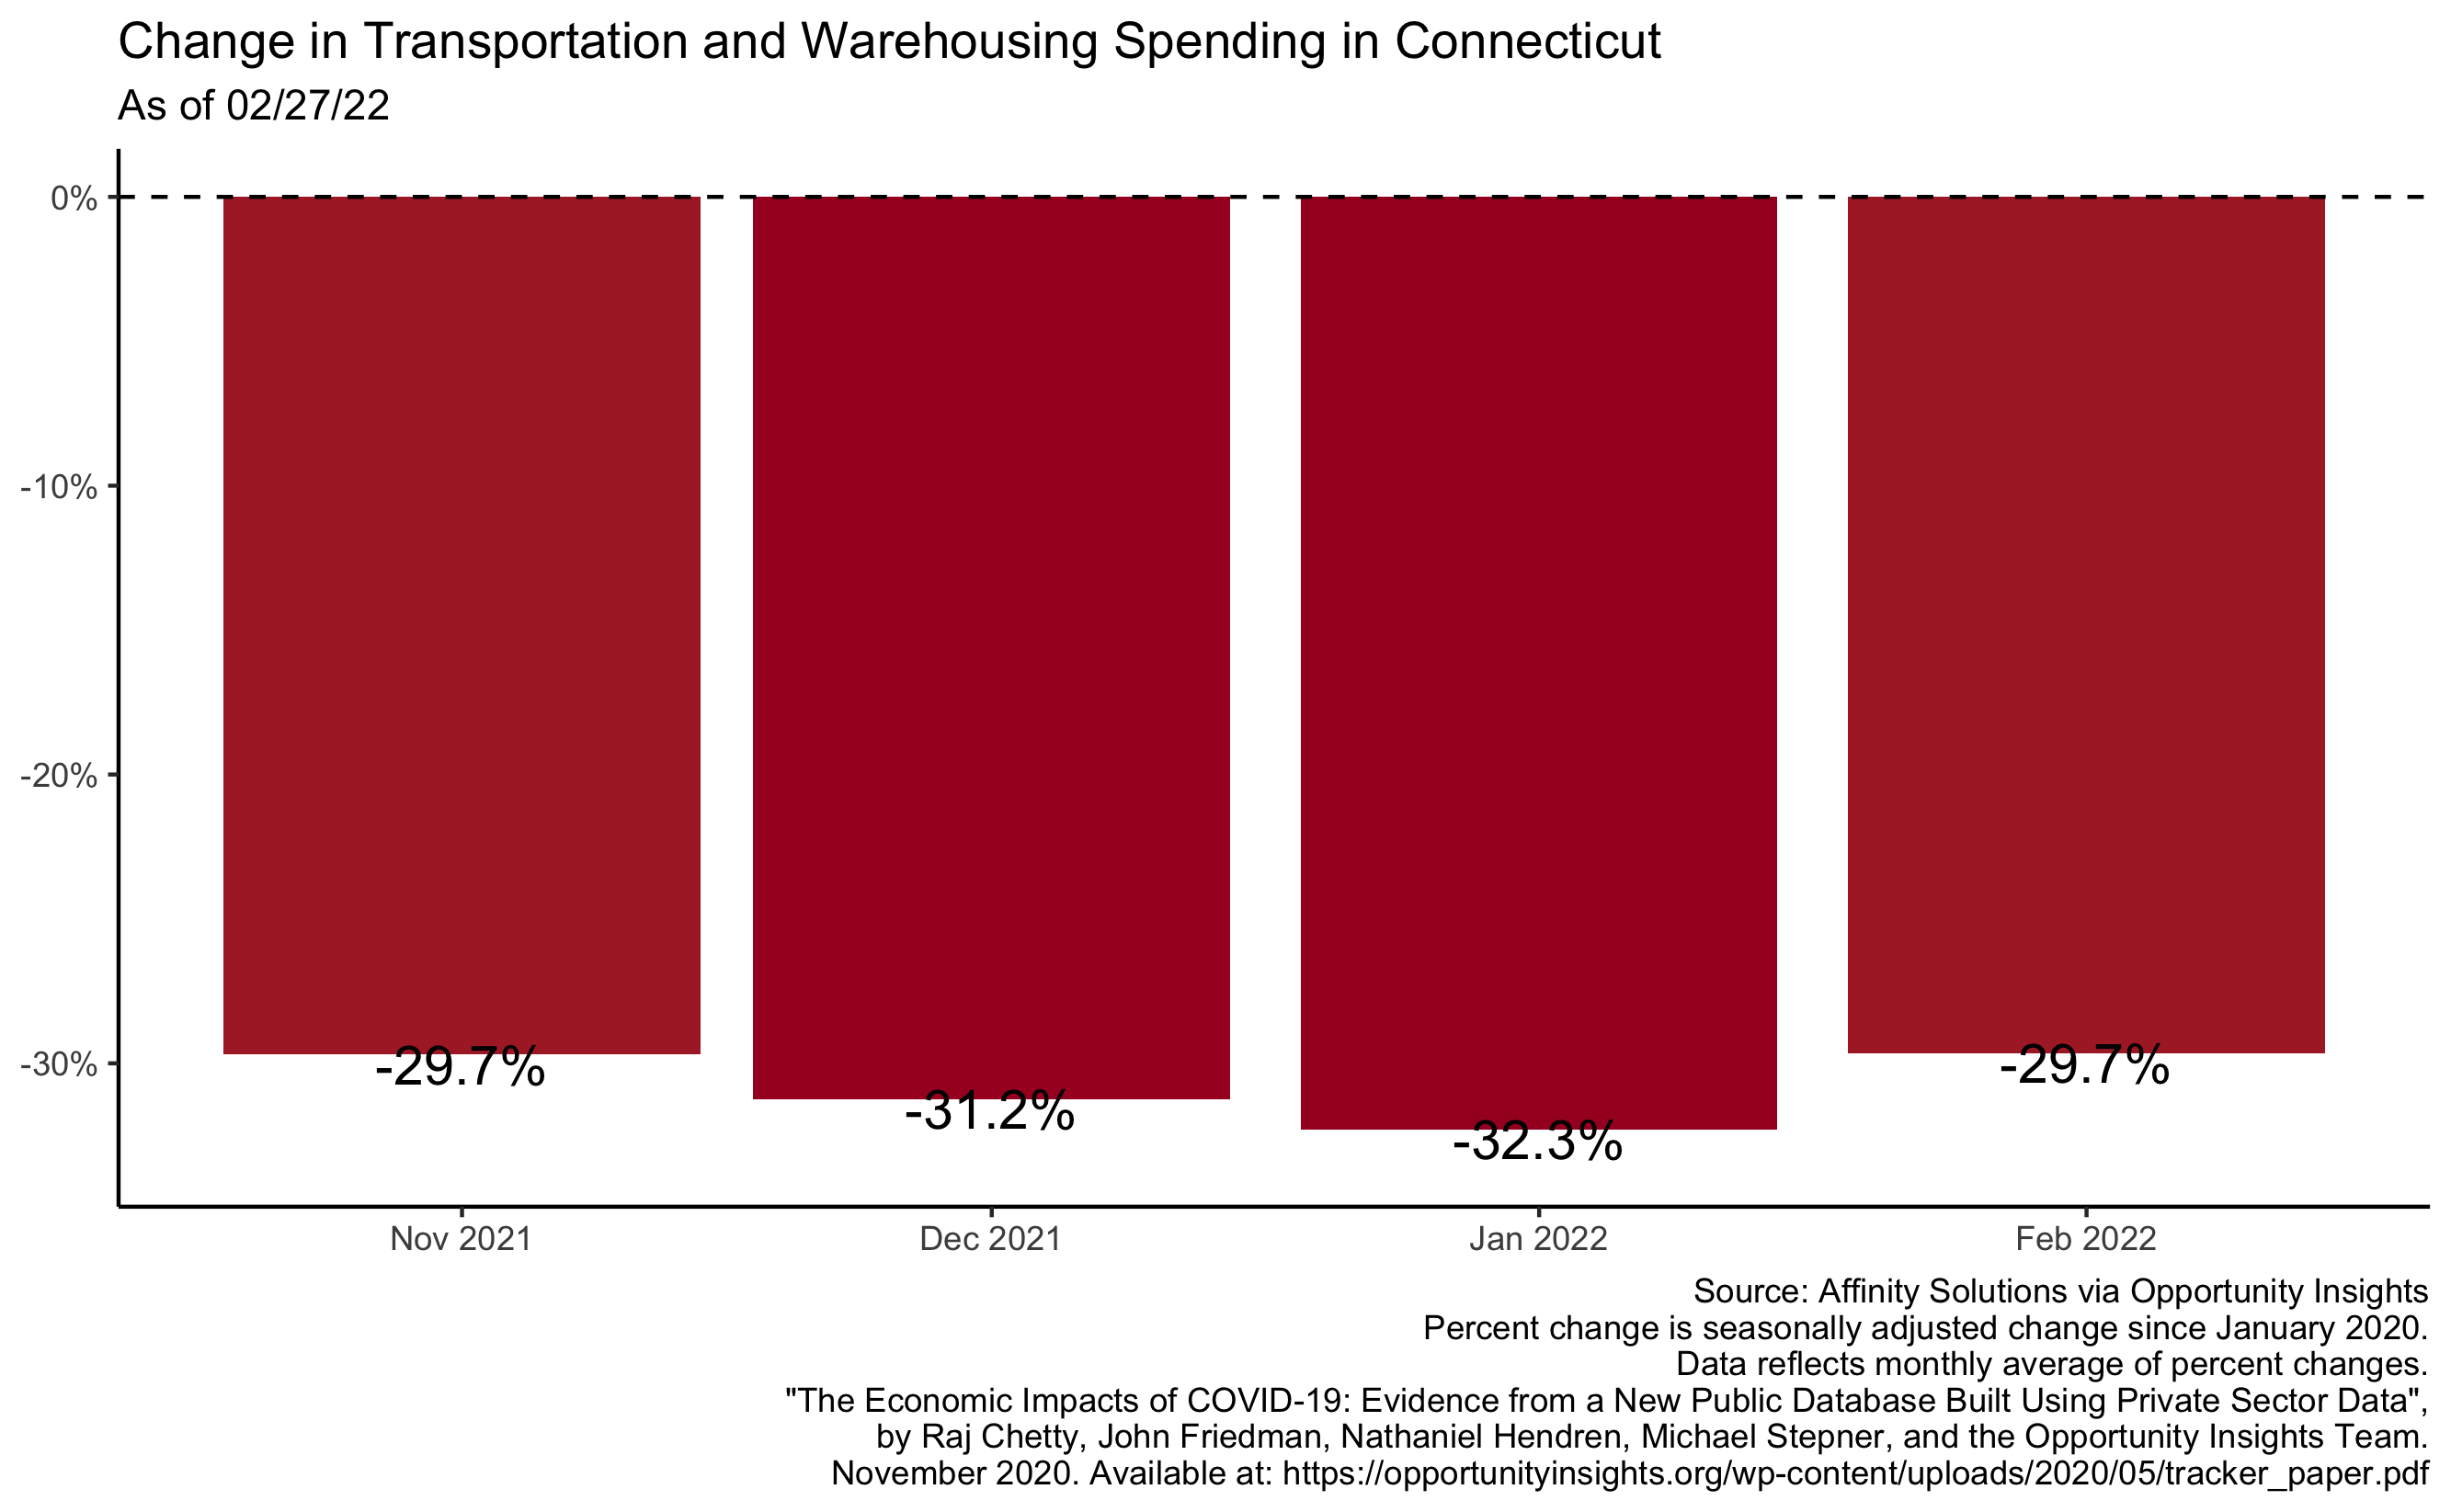 Change in Transportation and Warehousing Spending in Connecticut
As of 02/27/22
0%
-10%
-20%
-30%
-29.7%
-31.2%
-32.3%
-29.7%
Nov 2021
Dec 2021
Jan 2022
Feb 2022
Source: Affinity Solutions via Opportunity Insights
Percent change is seasonally adjusted change since January 2020.
Data reflects monthly average of percent changes.
"The Economic Impacts of COVID-19: Evidence from a New Public Database Built Using Private Sector Data",
by Raj Chetty, John Friedman, Nathaniel Hendren, Michael Stepner, and the Opportunity Insights Team.
November 2020. Available at: https://opportunityinsights.org/wp-content/uploads/2020/05/tracker_paper.pdf